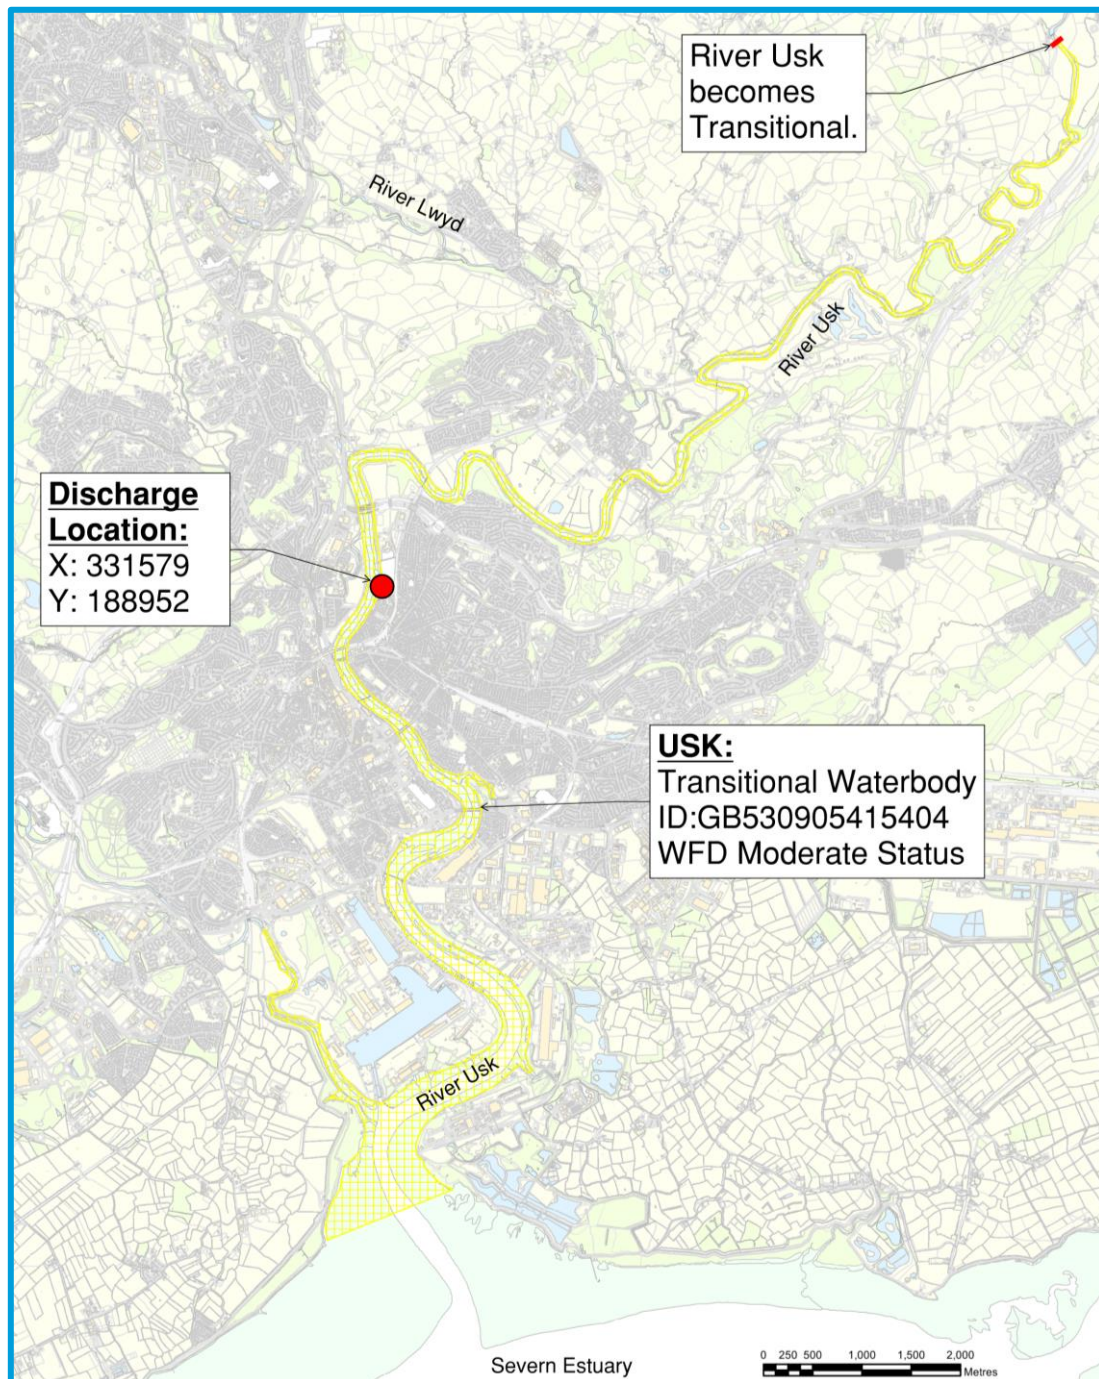 River Usk
becomes
Transitional.
River Lwyd
River Usk
Discharge
Location:
X: 331579
Y: 188952
USK:
Transitional Waterbody
ID:GB530905415404
WFD Moderate Status
River Usk
Severn Estuary
0 250 500 1,000 1,500 2,000
Metres